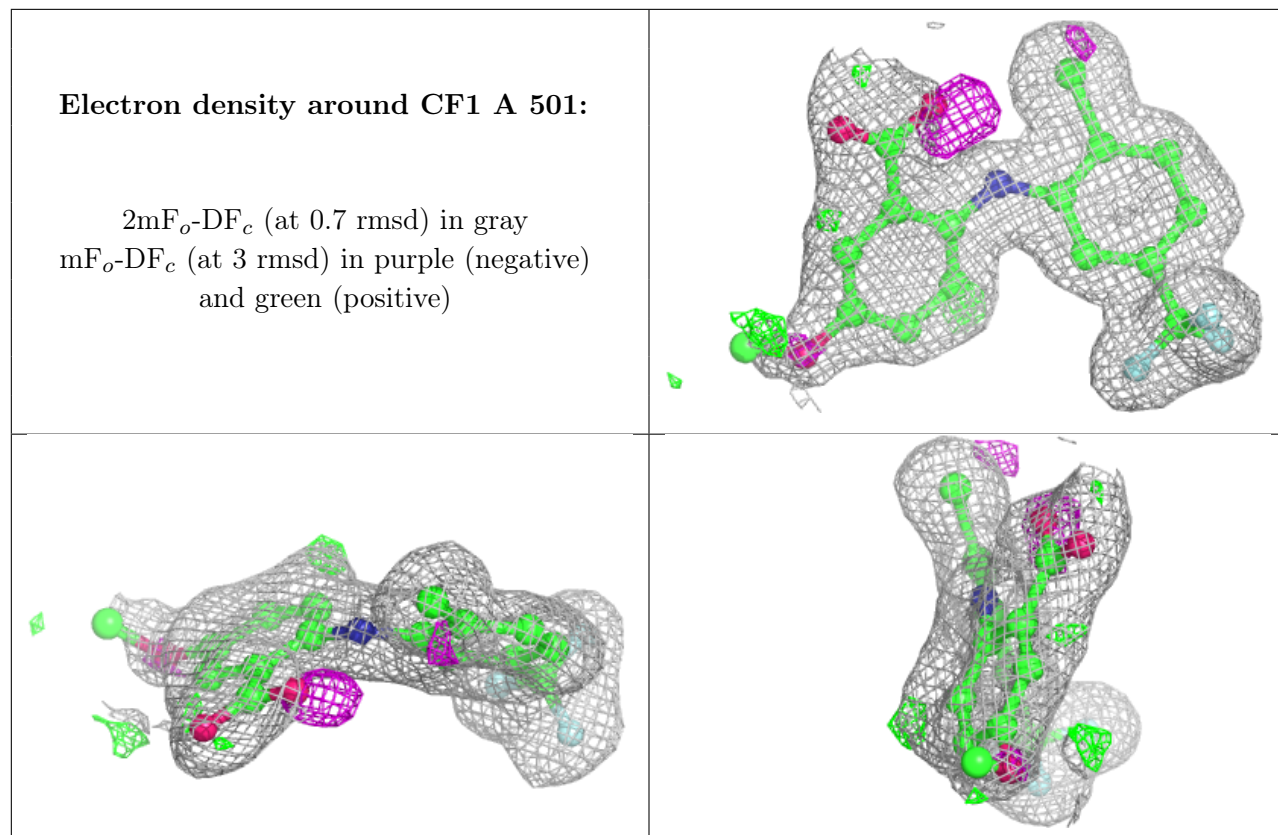 Electron density around CF1 A 501:
2mFo-DFc (at 0.7 rmsd) in gray
mFo-DFc (at 3 rmsd) in purple (negative)
and green (positive)